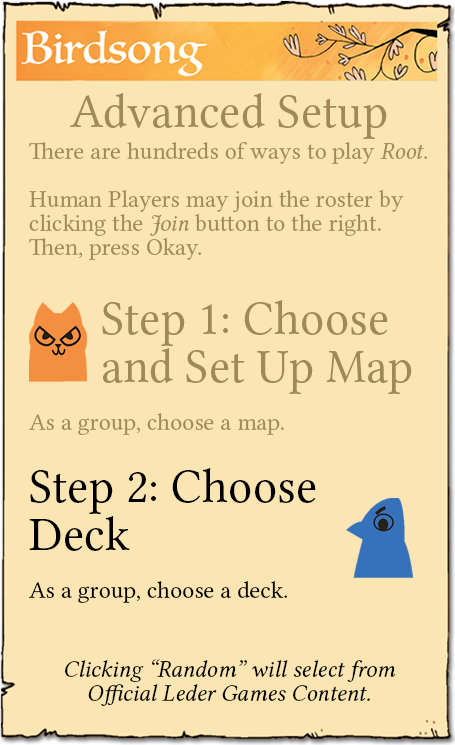 Birdsong
Advanced Setup
There are hundreds of ways to play Root.
Human Players may join the roster by
clicking the Join button to the right.
Then, press Okay.
Step 1: Choose
and Set Up Map
As a group, choose a map.
Step 2: Choose
Deck
As a group, choose a deck.
Clicking “Random” will select from
Official Leder Games Content.